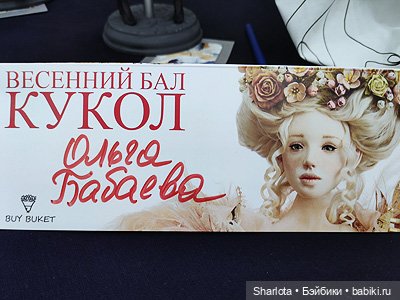 ВЕСЕННИЙ БАЛ
КУКОЛ
Ольга
Бабаева
BUY BUKET
Sharlota • Бэйбики • babiki.ru